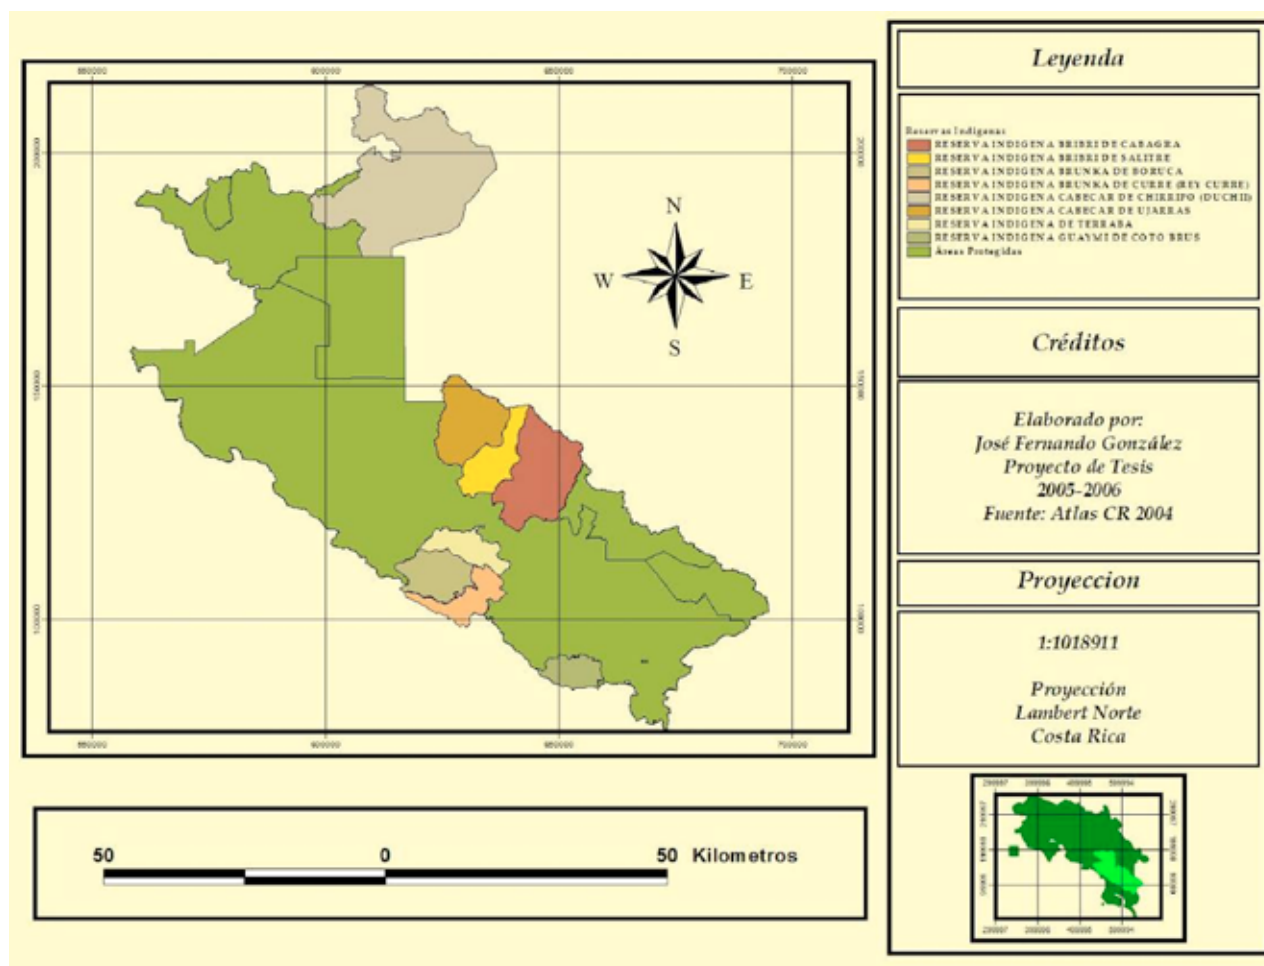 Leyenda
Reservas Indigenas
RESERVA INDIGENA BRIBRI DE CABAGRA
RESERVA INDIGENA BRIBRI DE SALITRE
RESERVA INDIGENA BRUNKA DE BORUCA
RESERVA INDIGENA BRUNKA DE CURRE (REY CURRE)
RESERVA INDIGENA CABECAR DE CHIRRIPO (DUCHII)
RESERVA INDIGENA CABECAR DE UJARRAS
RESERVA INDIGENA DE TERRABA
RESERVA INDIGENA GUAYMI DE COTO BRUS
Áreas Protegidas
N
W
E
S
Créditos
Elaborado por:
José Fernando González
Proyecto de Tesis
2005-2006
Fuente: Atlas CR 2004
Proyeccion
1:1018911
Proyección
Lambert Norte
Costa Rica
50 0 50 Kilometros